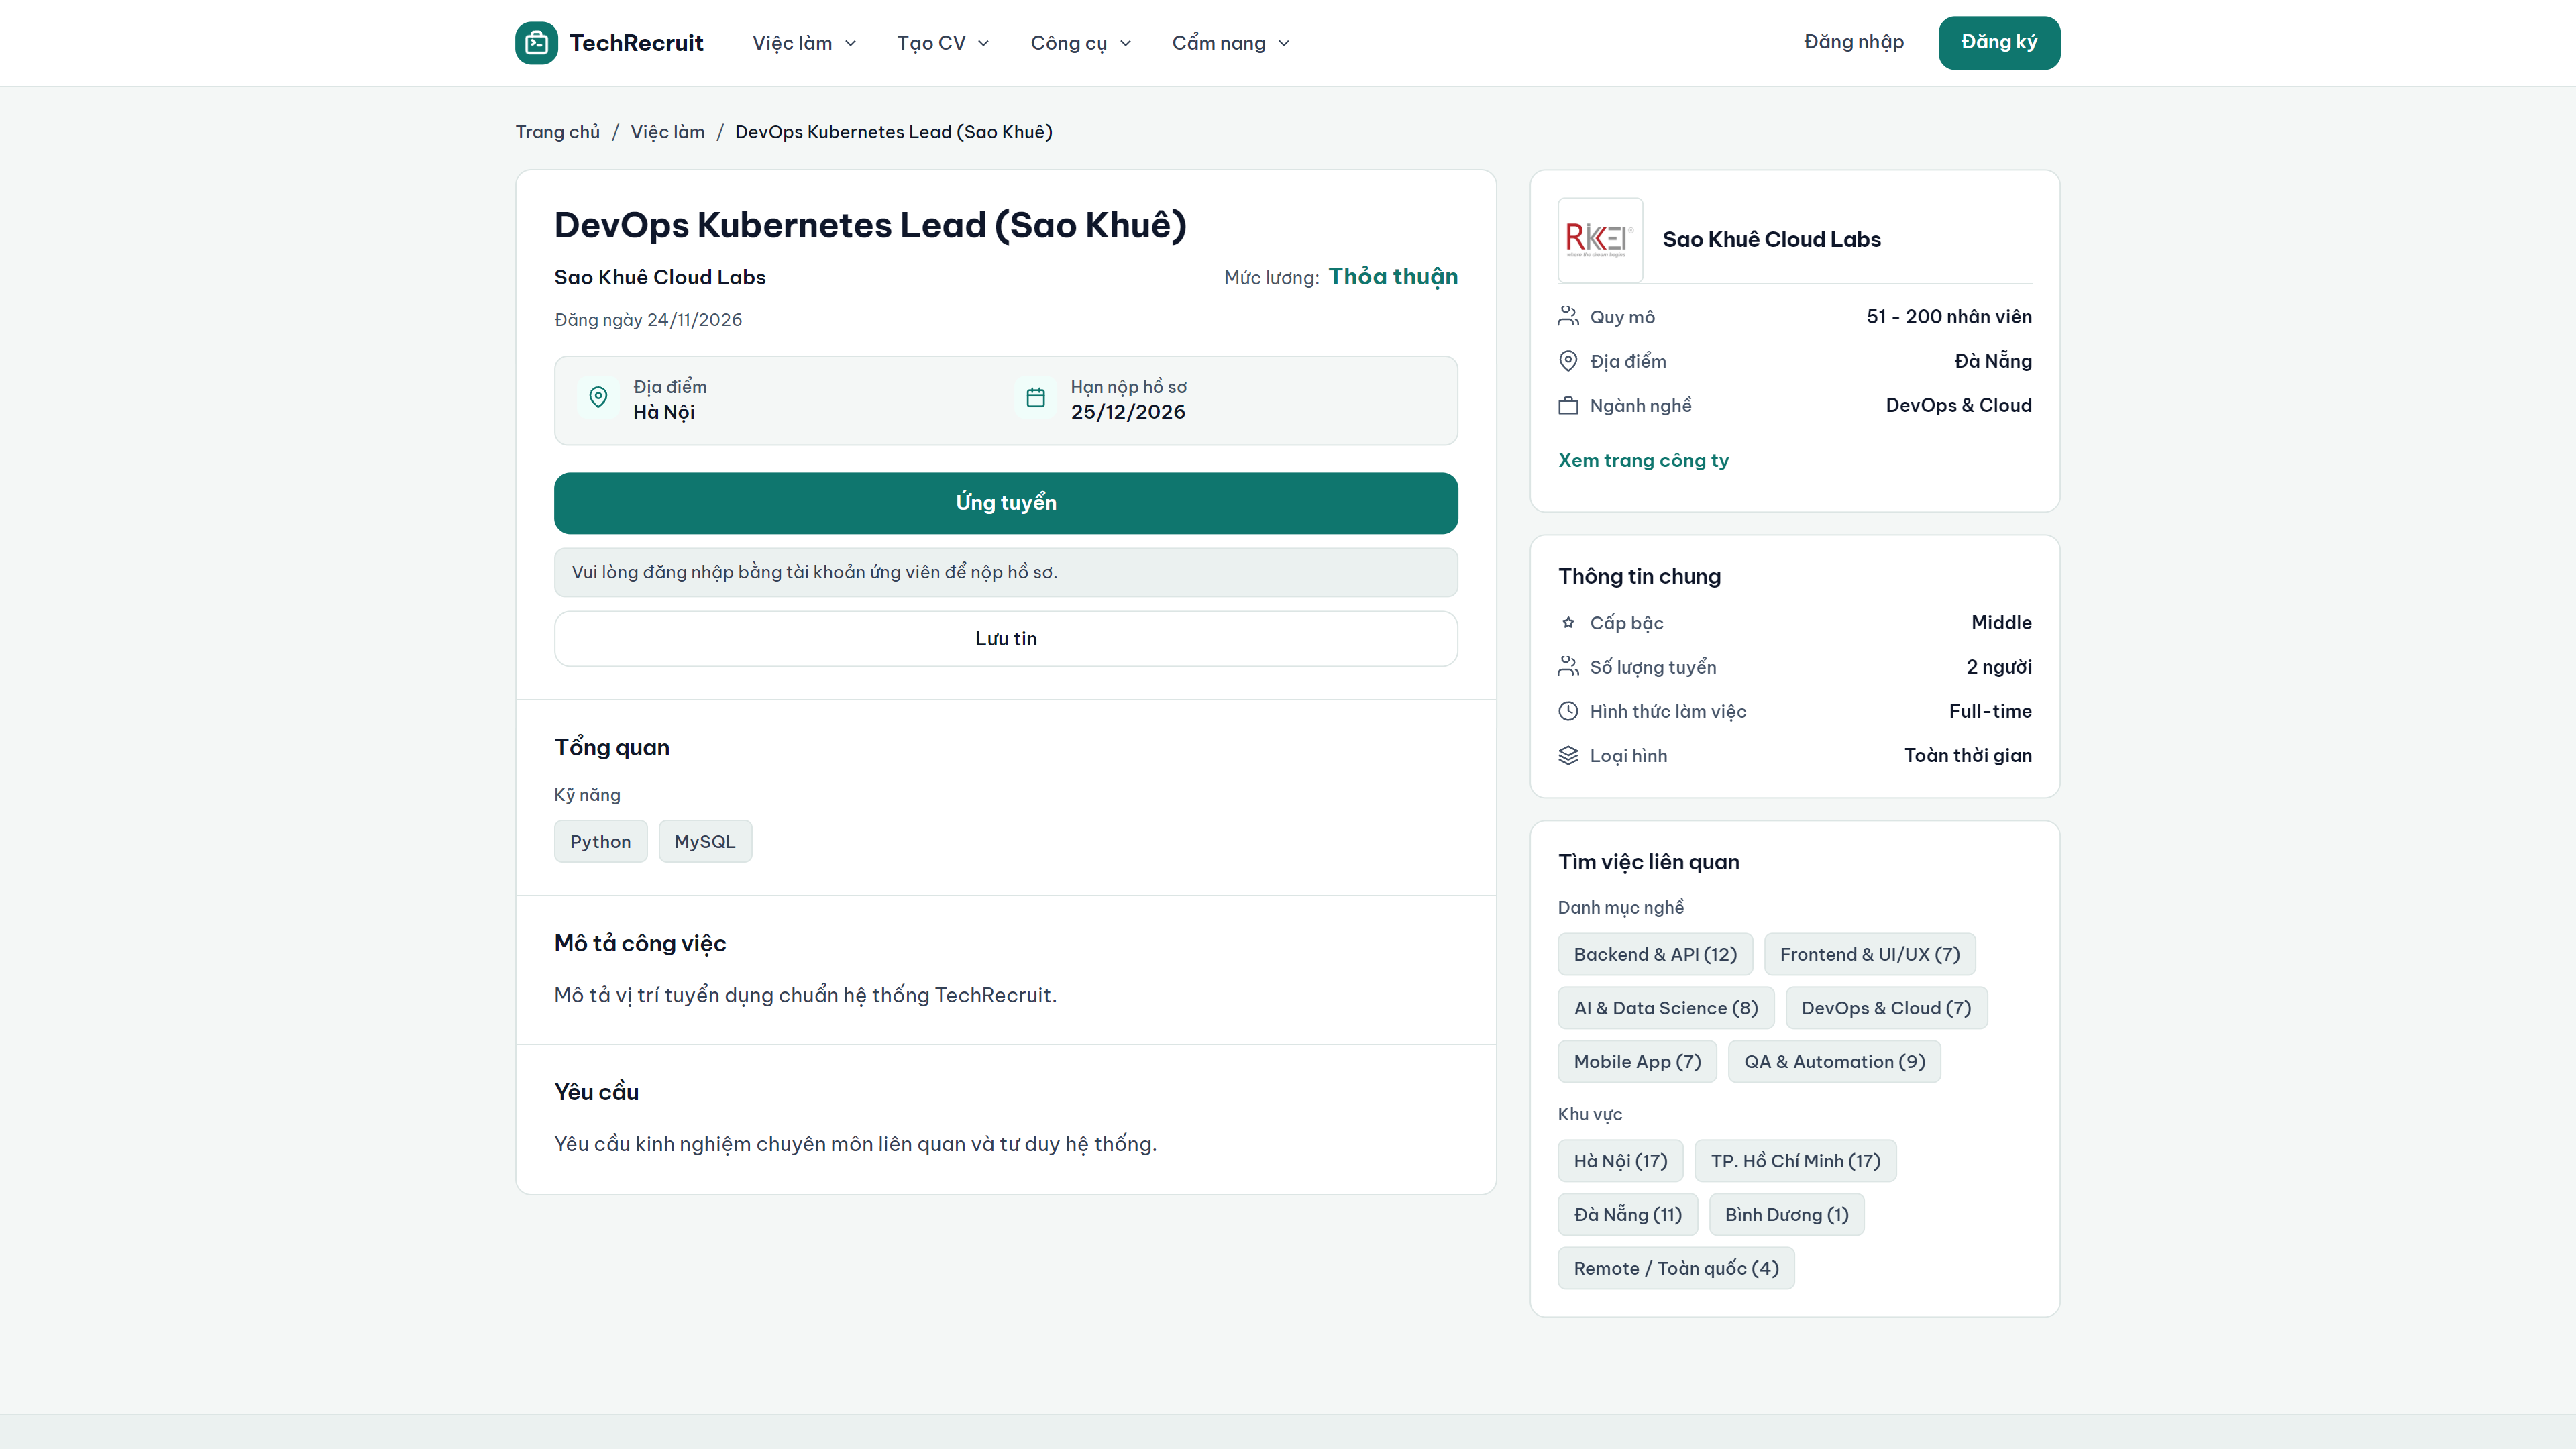 TechRecruit
Việc làm
Tạo CV
Công cụ
Cẩm nang
Đăng nhập
Đăng ký
Trang chủ / Việc làm / DevOps Kubernetes Lead (Sao Khuê)
DevOps Kubernetes Lead (Sao Khuê)
Sao Khuê Cloud Labs
Mức lương: Thỏa thuận
Đăng ngày 24/11/2026
Địa điểm
Hà Nội
Hạn nộp hồ sơ
25/12/2026
Ứng tuyển
Vui lòng đăng nhập bằng tài khoản ứng viên để nộp hồ sơ.
Lưu tin
Tổng quan
Kỹ năng
Python
MySQL
Mô tả công việc
Mô tả vị trí tuyển dụng chuẩn hệ thống TechRecruit.
Yêu cầu
Yêu cầu kinh nghiệm chuyên môn liên quan và tư duy hệ thống.
RIKKEI
where the dream begins
Sao Khuê Cloud Labs
Quy mô
51 - 200 nhân viên
Địa điểm
Đà Nẵng
Ngành nghề
DevOps & Cloud
Xem trang công ty
Thông tin chung
Cấp bậc
Middle
Số lượng tuyển
2 người
Hình thức làm việc
Full-time
Loại hình
Toàn thời gian
Tìm việc liên quan
Danh mục nghề
Backend & API (12)
Frontend & UI/UX (7)
AI & Data Science (8)
DevOps & Cloud (7)
Mobile App (7)
QA & Automation (9)
Khu vực
Hà Nội (17)
TP. Hồ Chí Minh (17)
Đà Nẵng (11)
Bình Dương (1)
Remote / Toàn quốc (4)